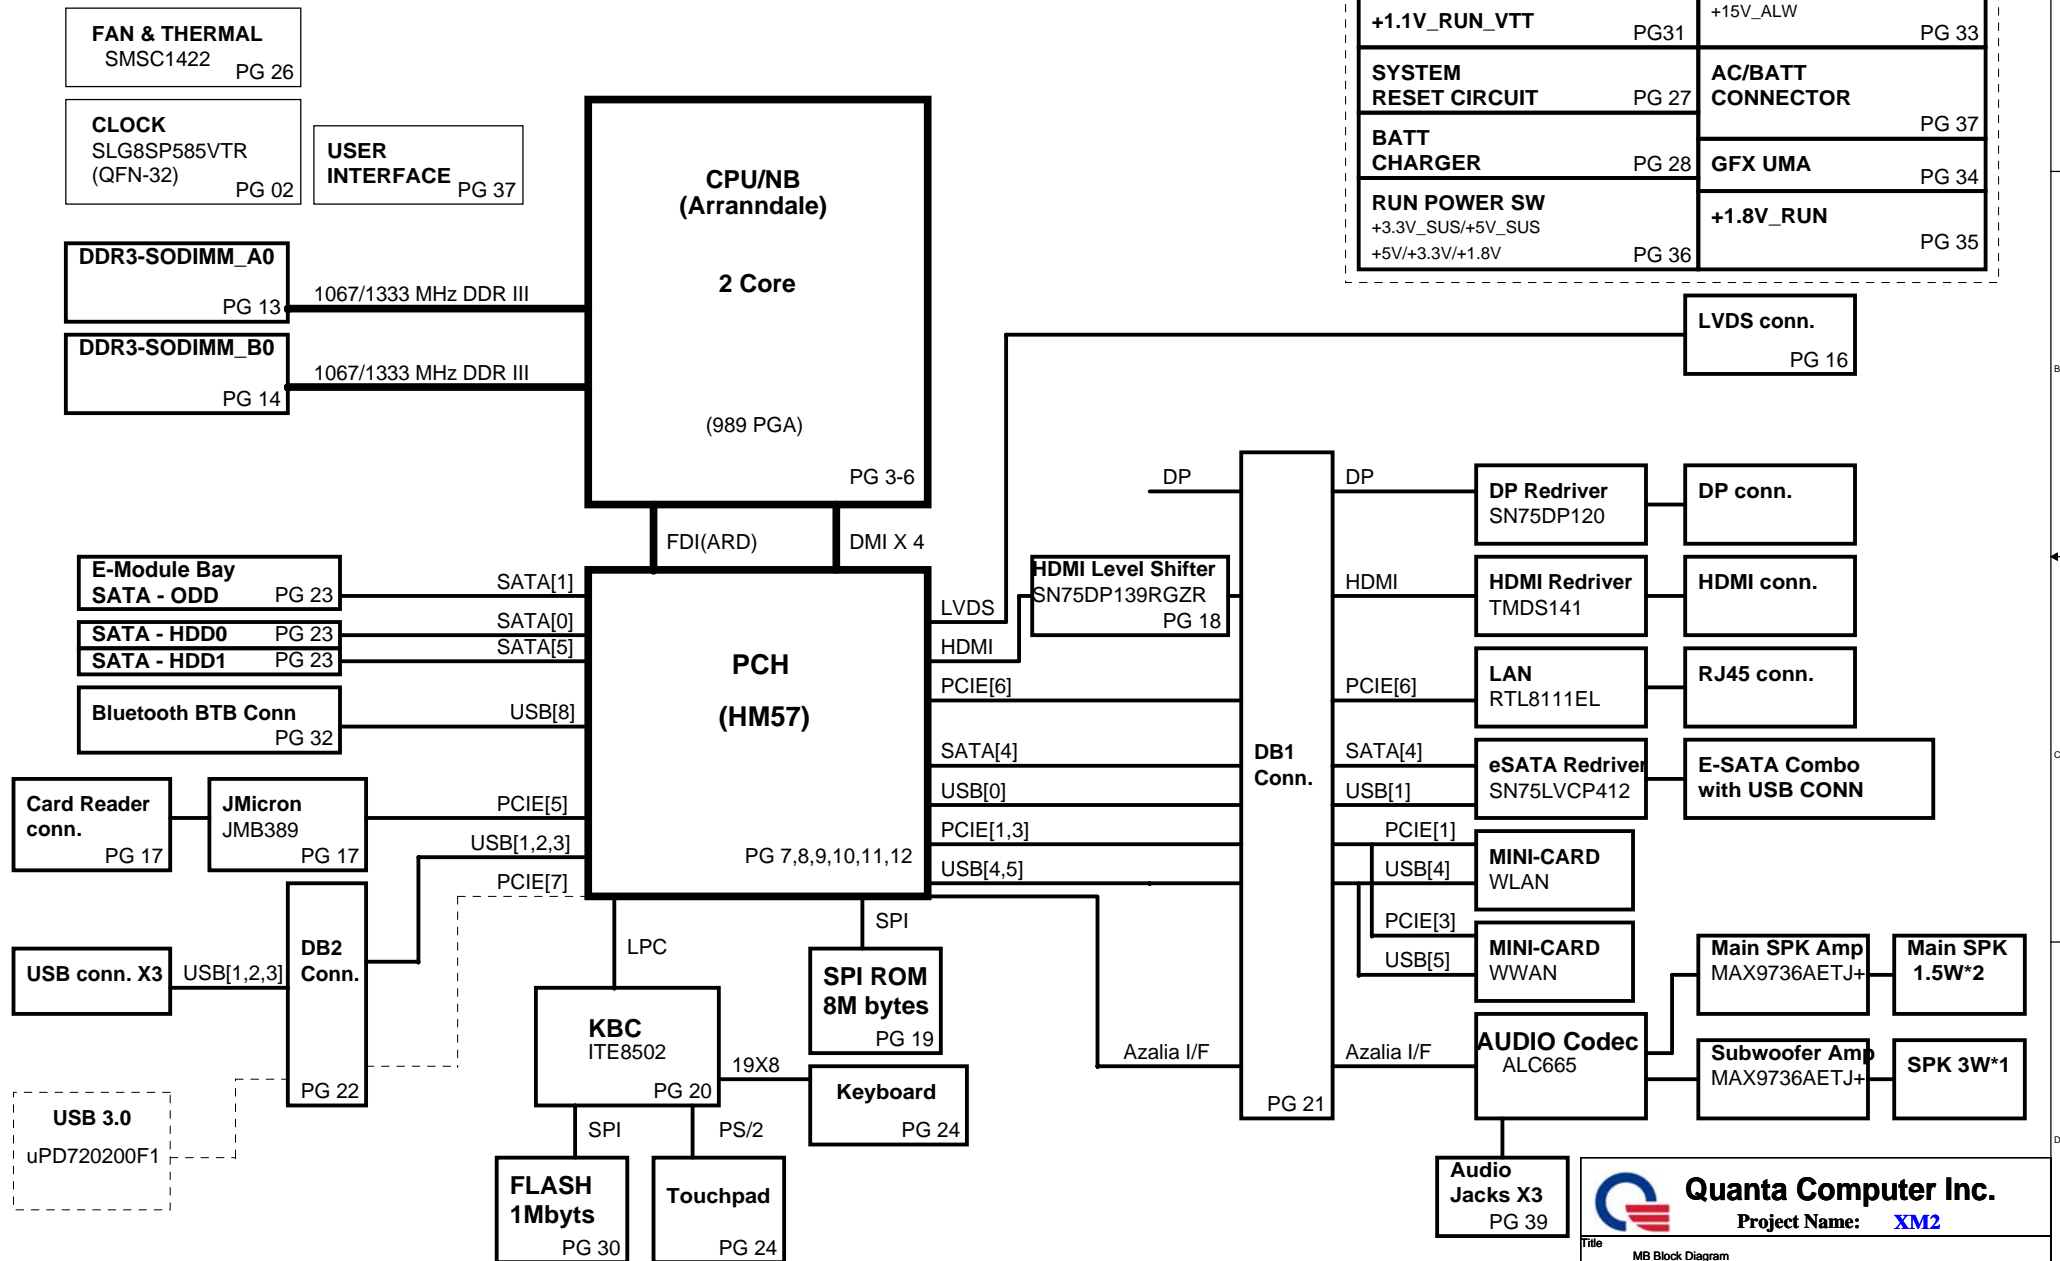 FAN & THERMAL
SMSC1422
PG 26
CLOCK
SLG8SP585VTR
(QFN-32)
PG 02
USER
INTERFACE
PG 37
+1.1V_RUN_VTT
PG31
+15V_ALW
PG 33
SYSTEM
RESET CIRCUIT
PG 27
AC/BATT
CONNECTOR
PG 37
BATT
CHARGER
PG 28
GFX UMA
PG 34
RUN POWER SW
+3.3V_SUS/+5V_SUS
+5V/+3.3V/+1.8V
PG 36
+1.8V_RUN
PG 35
CPU/NB
(Arranndale)
2 Core
(989 PGA)
PG 3-6
DDR3-SODIMM_A0
PG 13
1067/1333 MHz DDR III
DDR3-SODIMM_B0
PG 14
1067/1333 MHz DDR III
LVDS conn.
PG 16
B
FDI(ARD)
DMI X 4
DP
DP
DP Redriver
SN75DP120
DP conn.
E-Module Bay
SATA - ODD
PG 23
SATA[1]
SATA - HDD0
PG 23
SATA[0]
SATA - HDD1
PG 23
SATA[5]
Bluetooth BTB Conn
PG 32
USB[8]
PCH
(HM57)
PG 7,8,9,10,11,12
LVDS
HDMI
HDMI Level Shifter
SN75DP139RGZR
PG 18
HDMI
HDMI Redriver
TMDS141
HDMI conn.
PCIE[6]
PCIE[6]
LAN
RTL8111EL
RJ45 conn.
SATA[4]
DB1
Conn.
SATA[4]
eSATA Redriver
SN75LVCP412
E-SATA Combo
with USB CONN
C
USB[0]
USB[1]
PCIE[1,3]
PCIE[1]
USB[4,5]
USB[4]
MINI-CARD
WLAN
PCIE[3]
USB[5]
MINI-CARD
WWAN
Card Reader
conn.
PG 17
JMicron
JMB389
PG 17
PCIE[5]
USB[1,2,3]
PCIE[7]
DB2
Conn.
PG 22
USB conn. X3
USB[1,2,3]
USB 3.0
uPD720200F1
LPC
SPI
SPI ROM
8M bytes
PG 19
KBC
ITE8502
PG 20
19X8
Keyboard
PG 24
SPI
PS/2
FLASH
1Mbyts
PG 30
Touchpad
PG 24
Azalia I/F
PG 21
Azalia I/F
AUDIO Codec
ALC665
Main SPK Amp
MAX9736AETJ+
Main SPK
1.5W*2
Subwoofer Amp
MAX9736AETJ+
SPK 3W*1
D
Audio
Jacks X3
PG 39
Quanta Computer Inc.
Project Name: XM2
Title
MB Block Diagram